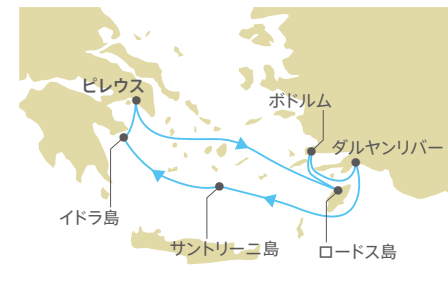 ピレウス
ボドルム
ダルヤンリバー
イドラ島
サントリーニ島
ロードス島